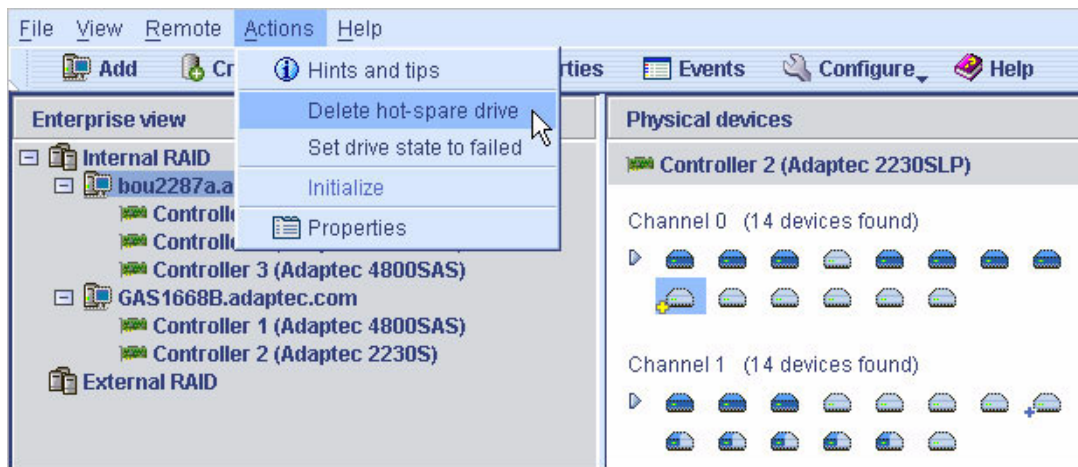 File View Remote Actions Help
Add Cr rties Events Configure Help
Hints and tips
Delete hot-spare drive
Set drive state to failed
Initialize
Properties
Enterprise view
Internal RAID
bou2287a.a
Controlle
Controlle
Controller 3 (Adaptec 4800SAS)
GAS1668B.adaptec.com
Controller 1 (Adaptec 4800SAS)
Controller 2 (Adaptec 2230S)
External RAID
Physical devices
Controller 2 (Adaptec 2230SLP)
Channel 0 (14 devices found)
Channel 1 (14 devices found)